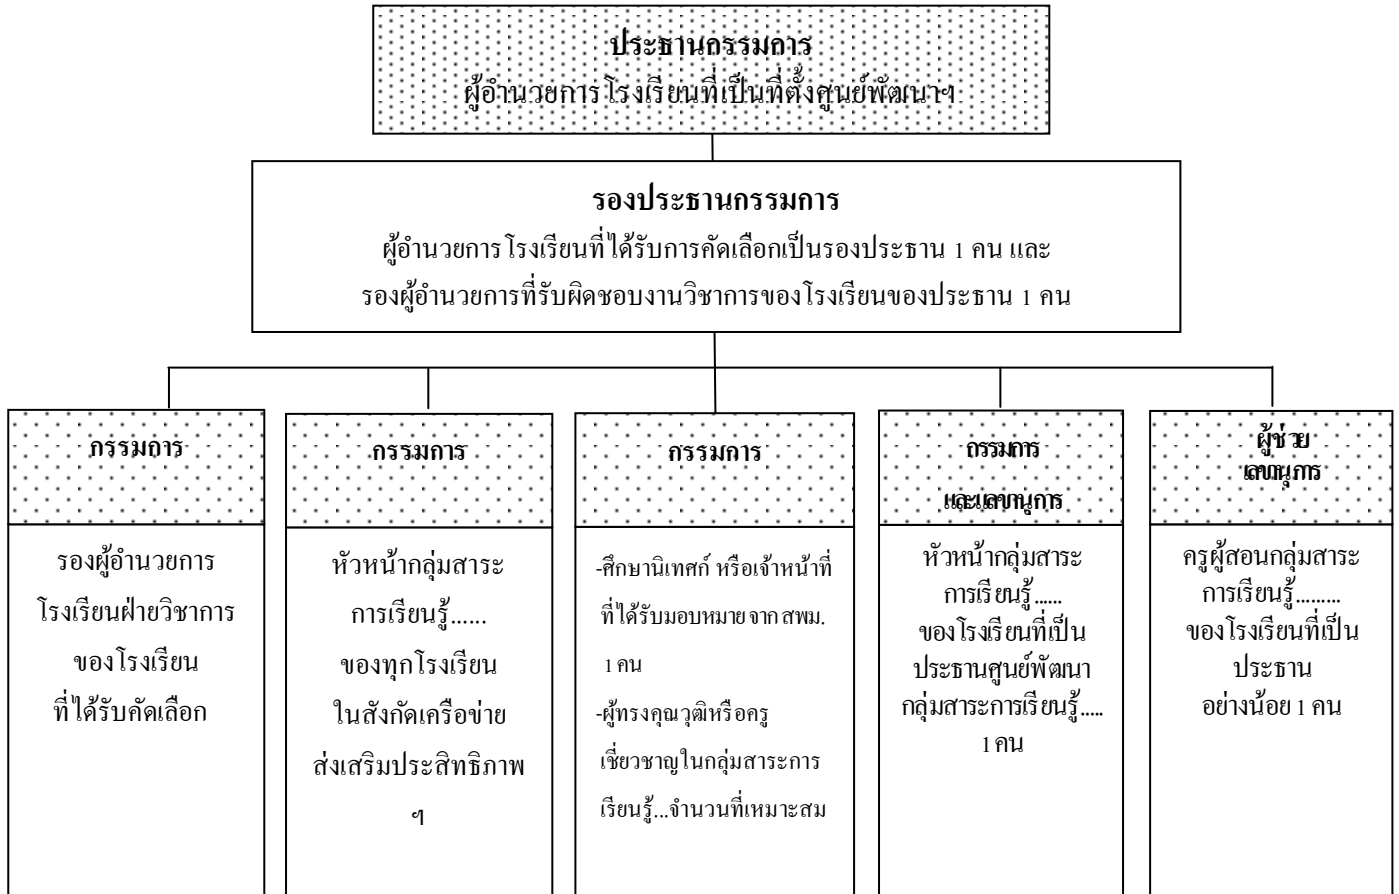 ประธานกรรมการ
ผู้อำนวยการโรงเรียนที่เป็นที่ตั้งศูนย์พัฒนาฯ
รองประธานกรรมการ
ผู้อำนวยการโรงเรียนที่ได้รับการคัดเลือกเป็นรองประธาน 1 คน และ
รองผู้อำนวยการที่รับผิดชอบงานวิชาการของโรงเรียนของประธาน 1 คน
กรรมการ
รองผู้อำนวยการ
โรงเรียนฝ่ายวิชาการ
ของโรงเรียน
ที่ได้รับคัดเลือก
กรรมการ
หัวหน้ากลุ่มสาระ
การเรียนรู้......
ของทุกโรงเรียน
ในสังกัดเครือข่าย
ส่งเสริมประสิทธิภาพ
ฯ
กรรมการ
-ศึกษานิเทศก์ หรือเจ้าหน้าที่
ที่ได้รับมอบหมายจาก สพม.
1 คน
-ผู้ทรงคุณวุฒิหรือครู
เชี่ยวชาญในกลุ่มสาระการ
เรียนรู้...จำนวนที่เหมาะสม
กรรมการ
และเลขานุการ
หัวหน้ากลุ่มสาระ
การเรียนรู้......
ของโรงเรียนที่เป็น
ประธานศูนย์พัฒนา
กลุ่มสาระการเรียนรู้.....
1 คน
ผู้ช่วย
เลขานุการ
ครูผู้สอนกลุ่มสาระ
การเรียนรู้.........
ของโรงเรียนที่เป็น
ประธาน
อย่างน้อย 1 คน